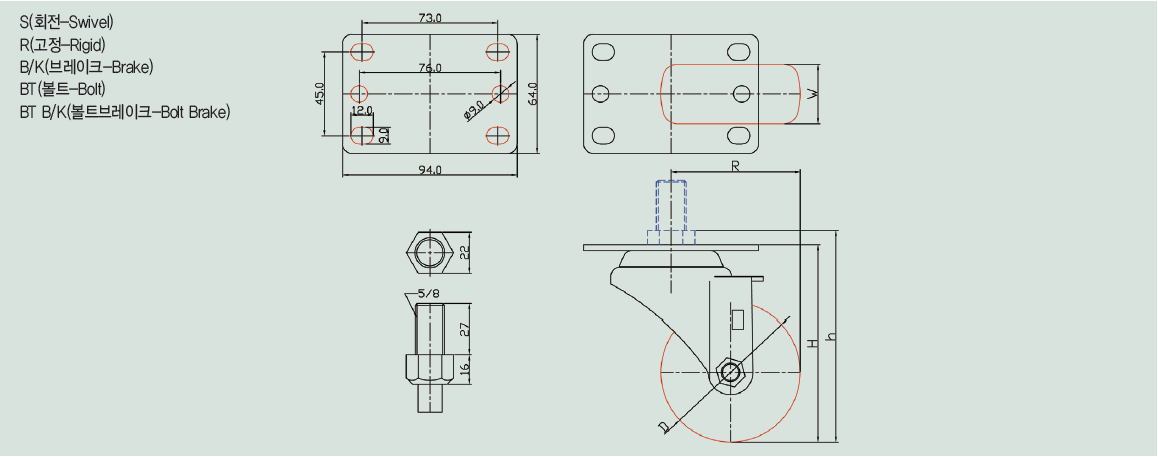 S(회전-Swivel)
R(고정-Rigid)
B/K(브레이크-Brake)
BT(볼트-Bolt)
BT B/K(볼트브레이크-Bolt Brake)
73.0
76.0
45.0
64.0
ø9.0
12.0
9.0
94.0
W
R
22
5/8
27
16
H
h
D